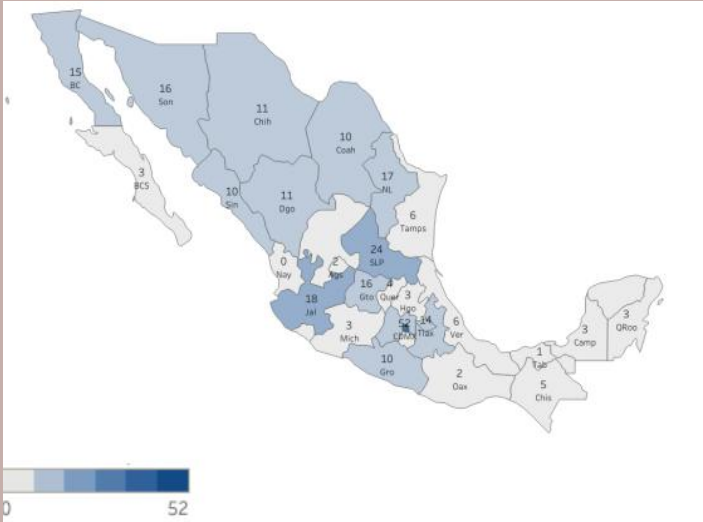 15
BC
16
Son
11
Chih
10
Coah
17
NL
3
BCS
10
Sin
11
Dgo
6
Tamps
24
SLP
0
Nay
2
Ags
18
Jal
16
Gto
4
Quer
3
Hgo
52
CDMX
14
Tlax
6
Ver
3
Mich
10
Gro
2
Oax
1
Tab
5
Chis
3
Camp
3
QRoo
0
52